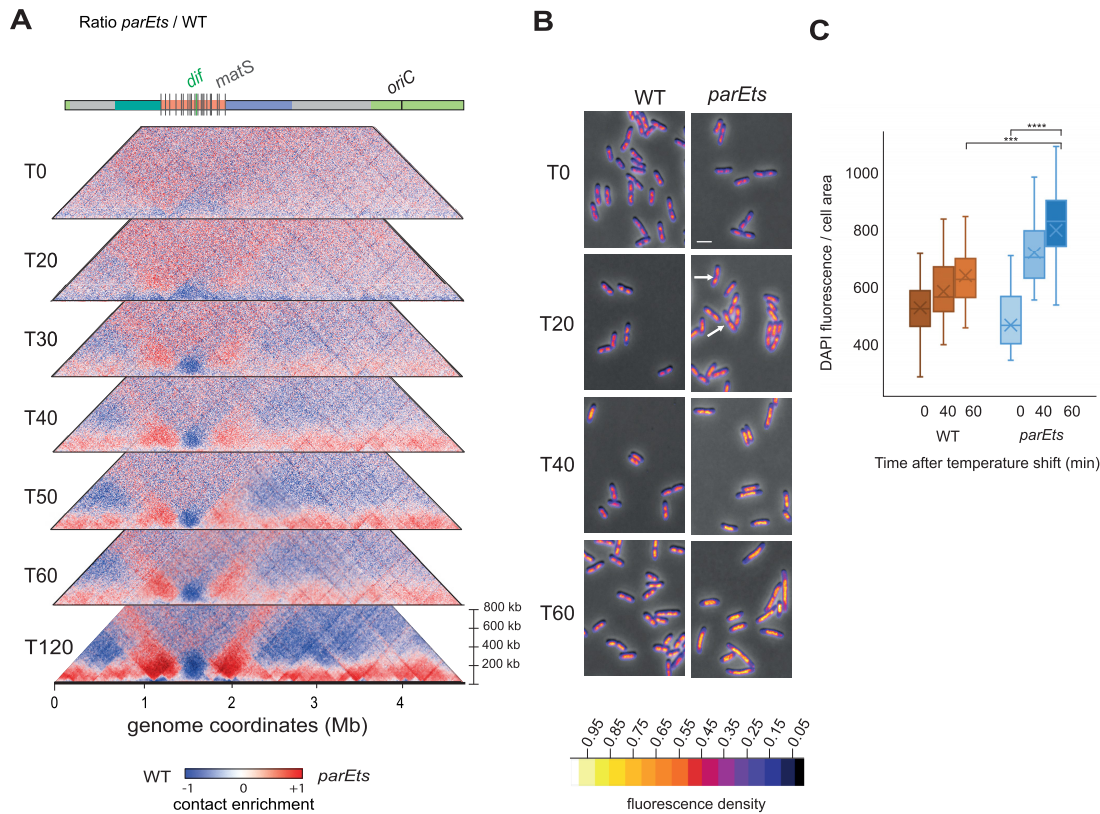 A
Ratio parEts / WT
dif
matS
oriC
T0
T20
T30
T40
T50
T60
T120
800 kb
600 kb
400 kb
200 kb
0 1 2 3 4
genome coordinates (Mb)
WT parEts
-1 0 +1
contact enrichment
B
WT parEts
T0
T20
T40
T60
0.95 0.85 0.75 0.65 0.55 0.45 0.35 0.25 0.15 0.05
fluorescence density
C
****
***
1000
800
600
400
DAPI fluorescence / cell area
0 40 60 0 40 60
WT parEts
Time after temperature shift (min)